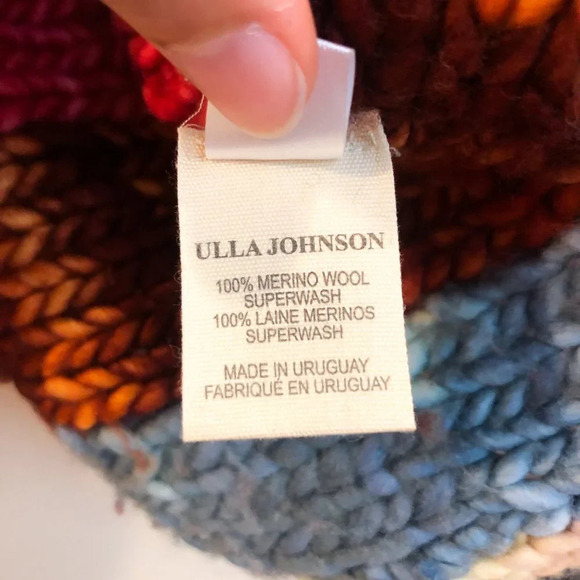 ULLA JOHNSON
100% MERINO WOOL
SUPERWASH
100% LAINE MERINOS
SUPERWASH
MADE IN URUGUAY
FABRIQUÉ EN URUGUAY